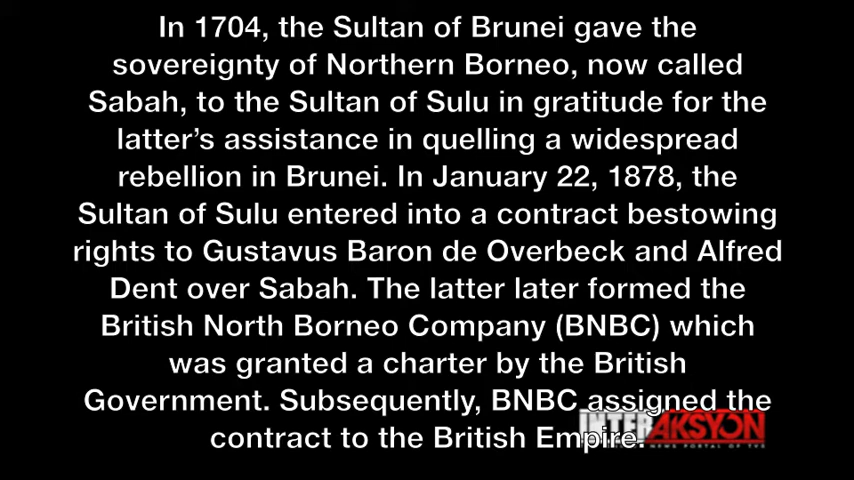 In 1704, the Sultan of Brunei gave the
sovereignty of Northern Borneo, now called
Sabah, to the Sultan of Sulu in gratitude for the
latter's assistance in quelling a widespread
rebellion in Brunei. In January 22, 1878, the
Sultan of Sulu entered into a contract bestowing
rights to Gustavus Baron de Overbeck and Alfred
Dent over Sabah. The latter later formed the
British North Borneo Company (BNBC) which
was granted a charter by the British
Government. Subsequently, BNBC assigned the
contract to the British Empire.
INTERAKSYON
NEWS PORTAL OF